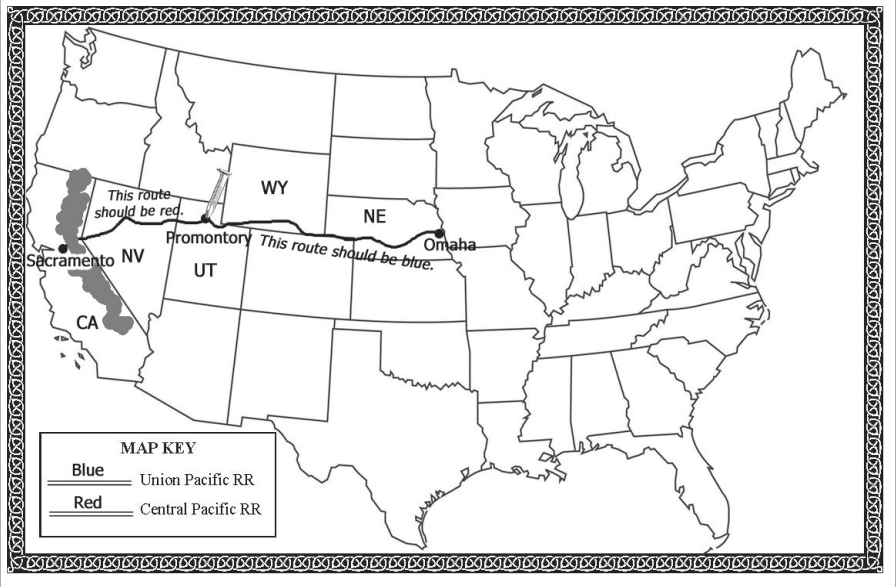 WY
This route
should be red.
NE
Promontory
This route should be blue.
Omaha
Sacramento
NV
UT
CA
MAP KEY
Blue
Union Pacific RR
Red
Central Pacific RR